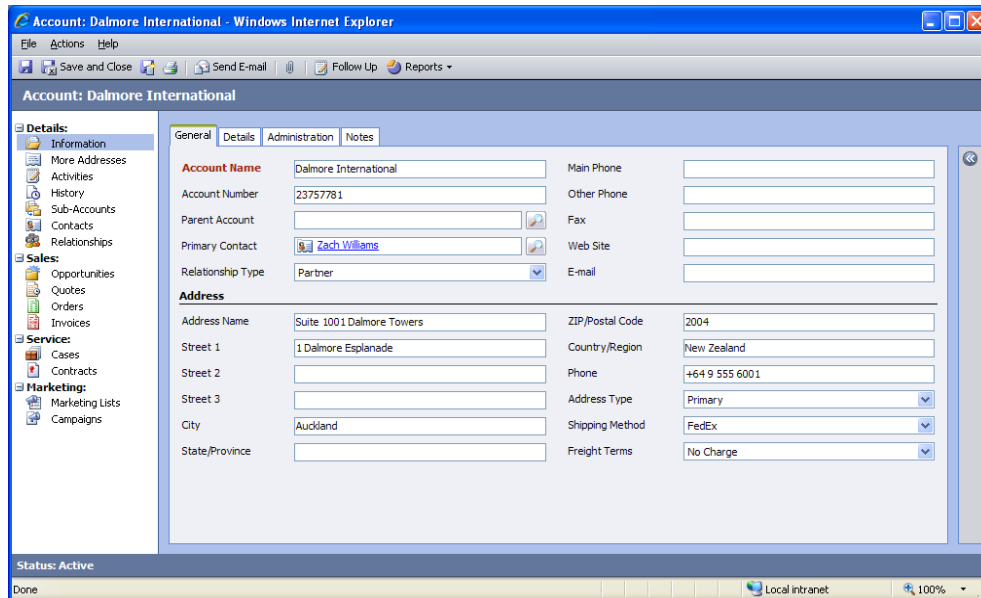 Account: Dalmore International - Windows Internet Explorer
File Actions Help
Save and Close Send E-mail Follow Up Reports
Account: Dalmore International
Details:
Information
More Addresses
Activities
History
Sub-Accounts
Contacts
Relationships
Sales:
Opportunities
Quotes
Orders
Invoices
Service:
Cases
Contracts
Marketing:
Marketing Lists
Campaigns
General Details Administration Notes
Account Name Dalmore International Main Phone
Account Number 23757781 Other Phone
Parent Account Fax
Primary Contact Zach Williams Web Site
Relationship Type Partner E-mail
Address
Address Name Suite 1001 Dalmore Towers ZIP/Postal Code 2004
Street 1 1 Dalmore Esplanade Country/Region New Zealand
Street 2 Phone +64 9 555 6001
Street 3 Address Type Primary
City Auckland Shipping Method FedEx
State/Province Freight Terms No Charge
Status: Active
Done Local intranet 100%